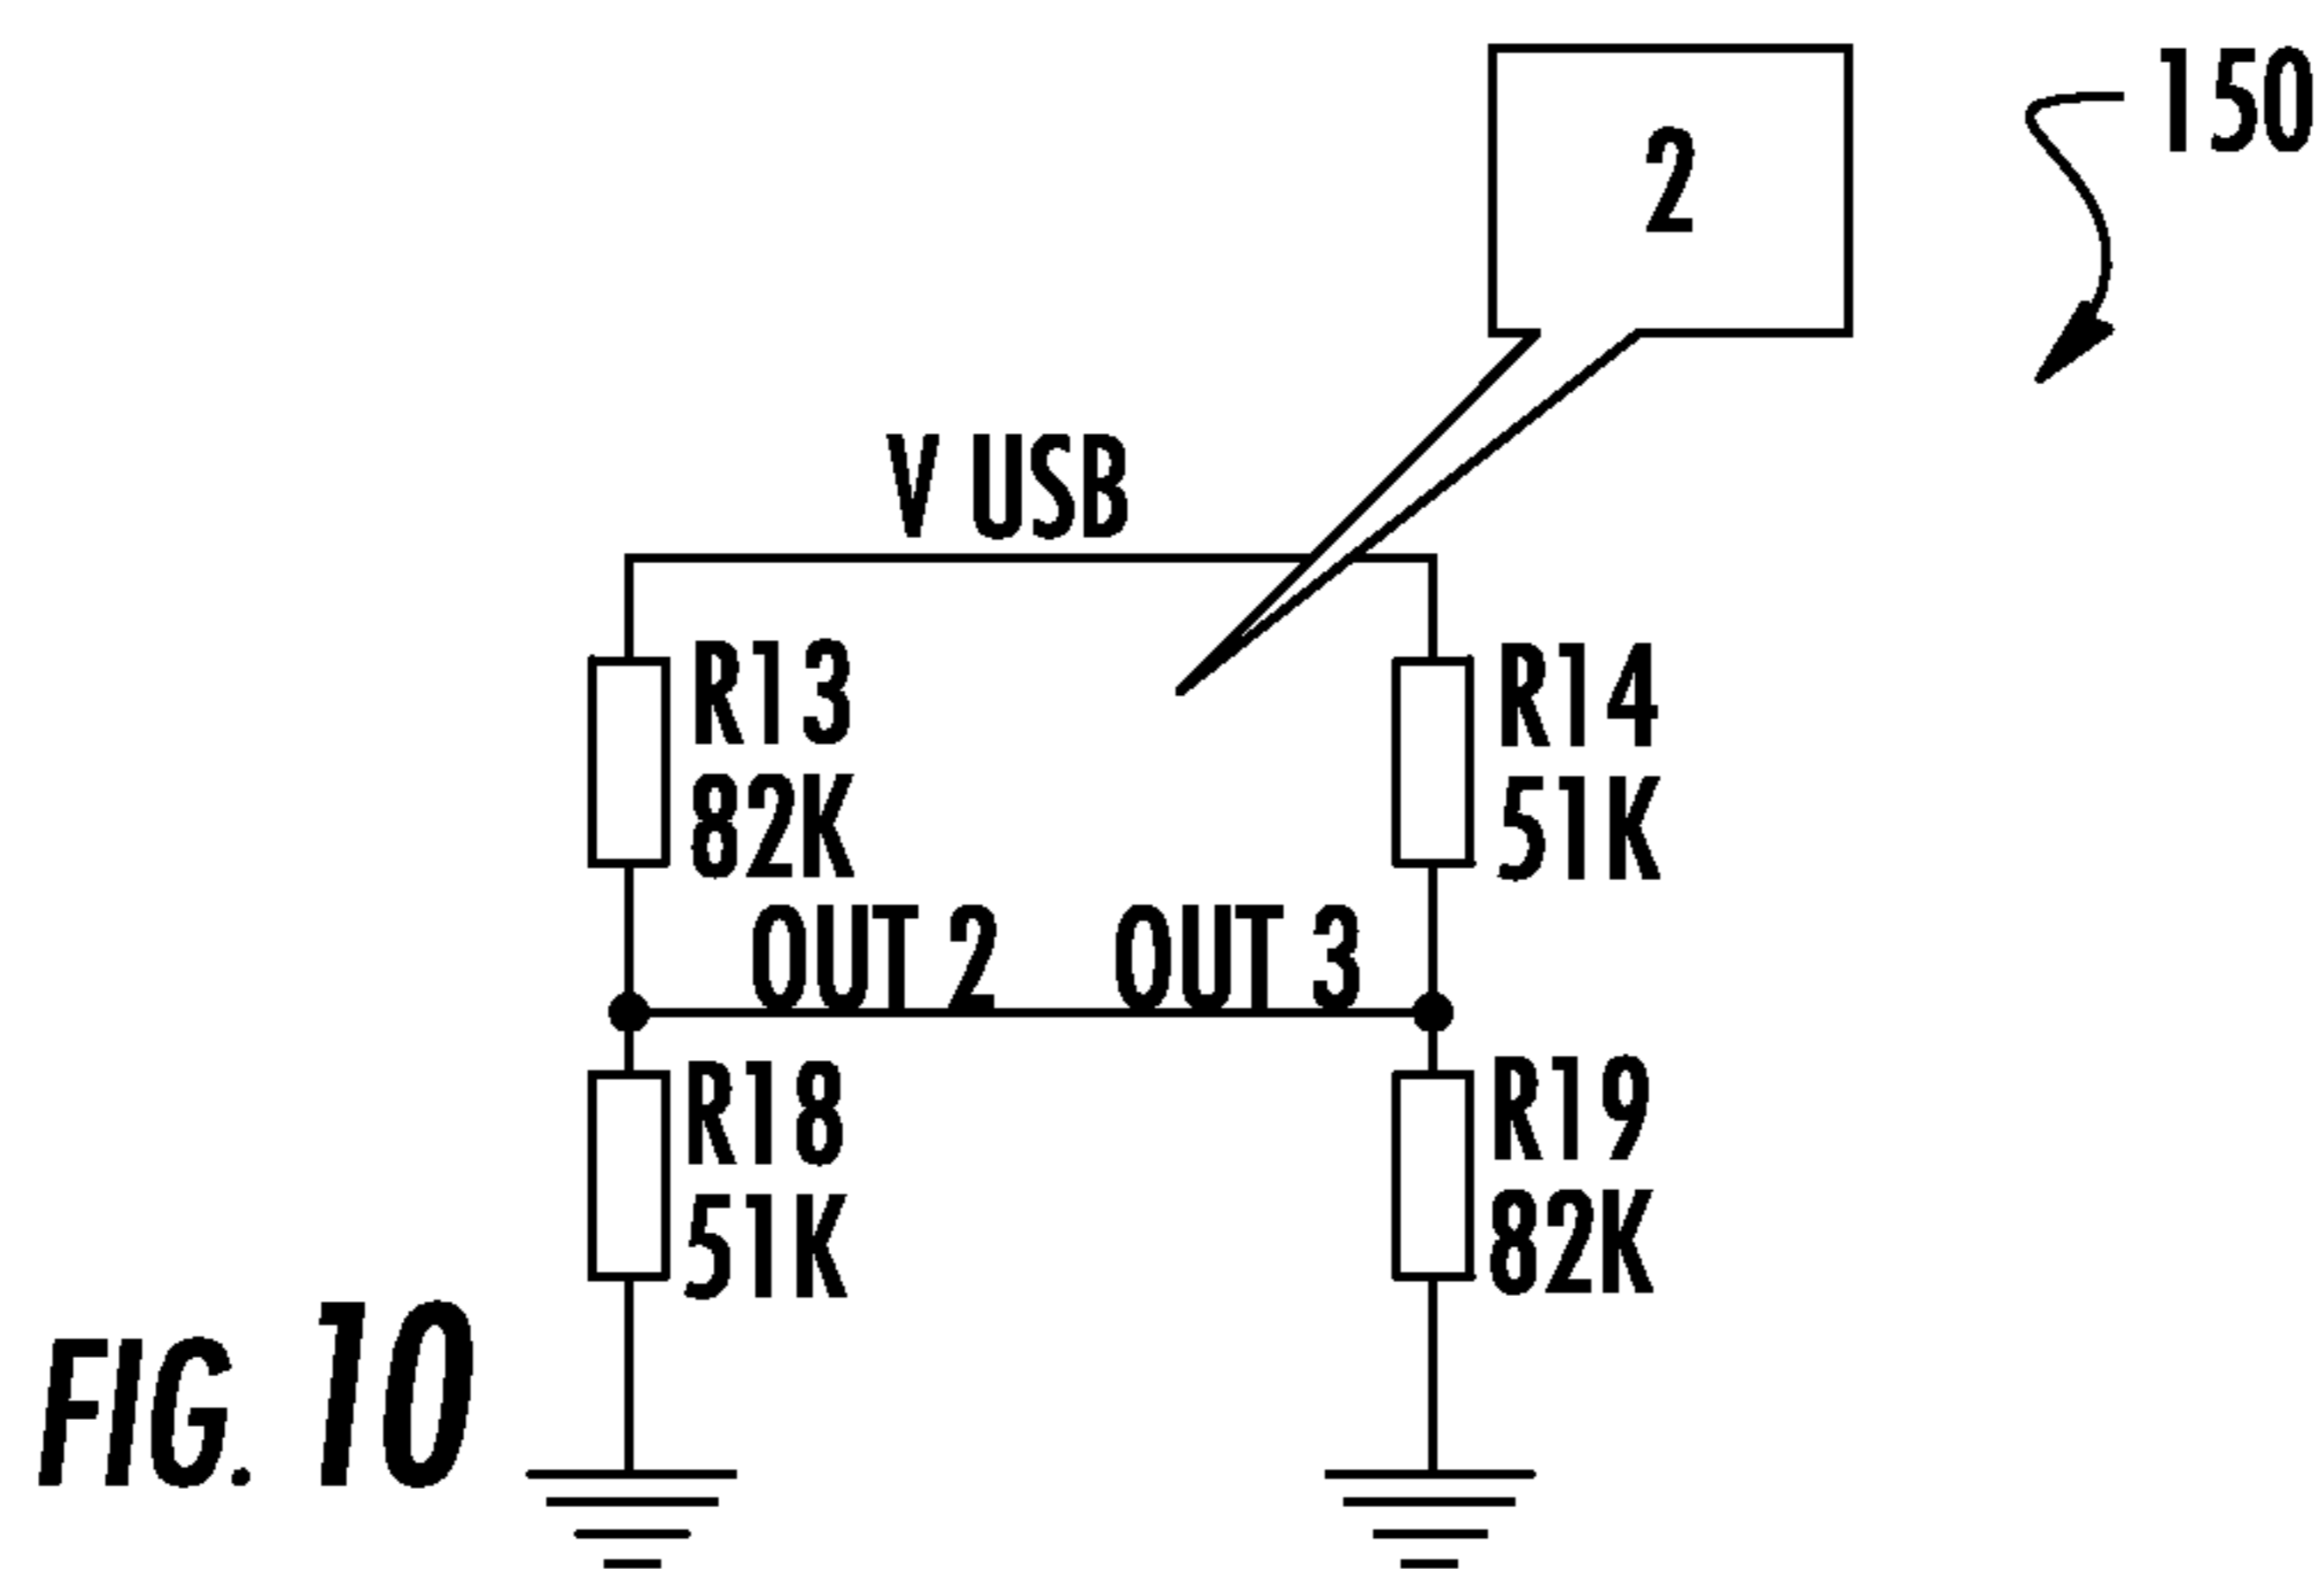 150
2
V USB
R13
82K
R14
51K
OUT 2
OUT 3
R18
51K
R19
82K
FIG. 10